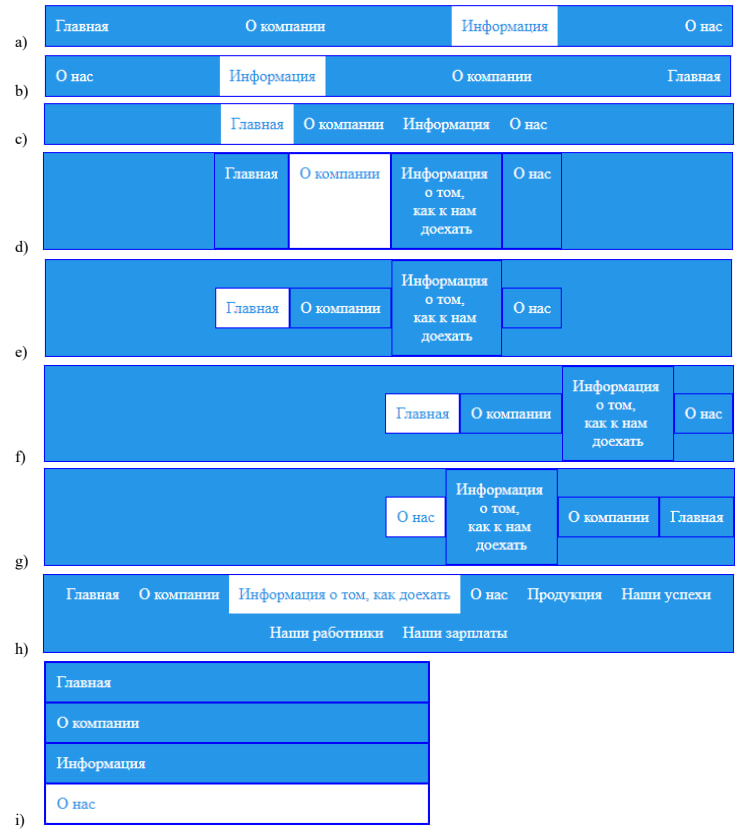 a) Главная О компании Информация О нас
b) О нас Информация О компании Главная
c) Главная О компании Информация О нас
d) Главная О компании Информация О нас
о том,
как к нам
доехать
e) Главная О компании Информация О нас
о том,
как к нам
доехать
f) Главная О компании Информация О нас
о том,
как к нам
доехать
g) О нас Информация О компании Главная
о том,
как к нам
доехать
h) Главная О компании Информация о том, как доехать О нас Продукция Наши успехи
Наши работники Наши зарплаты
Главная
О компании
Информация
i) О нас